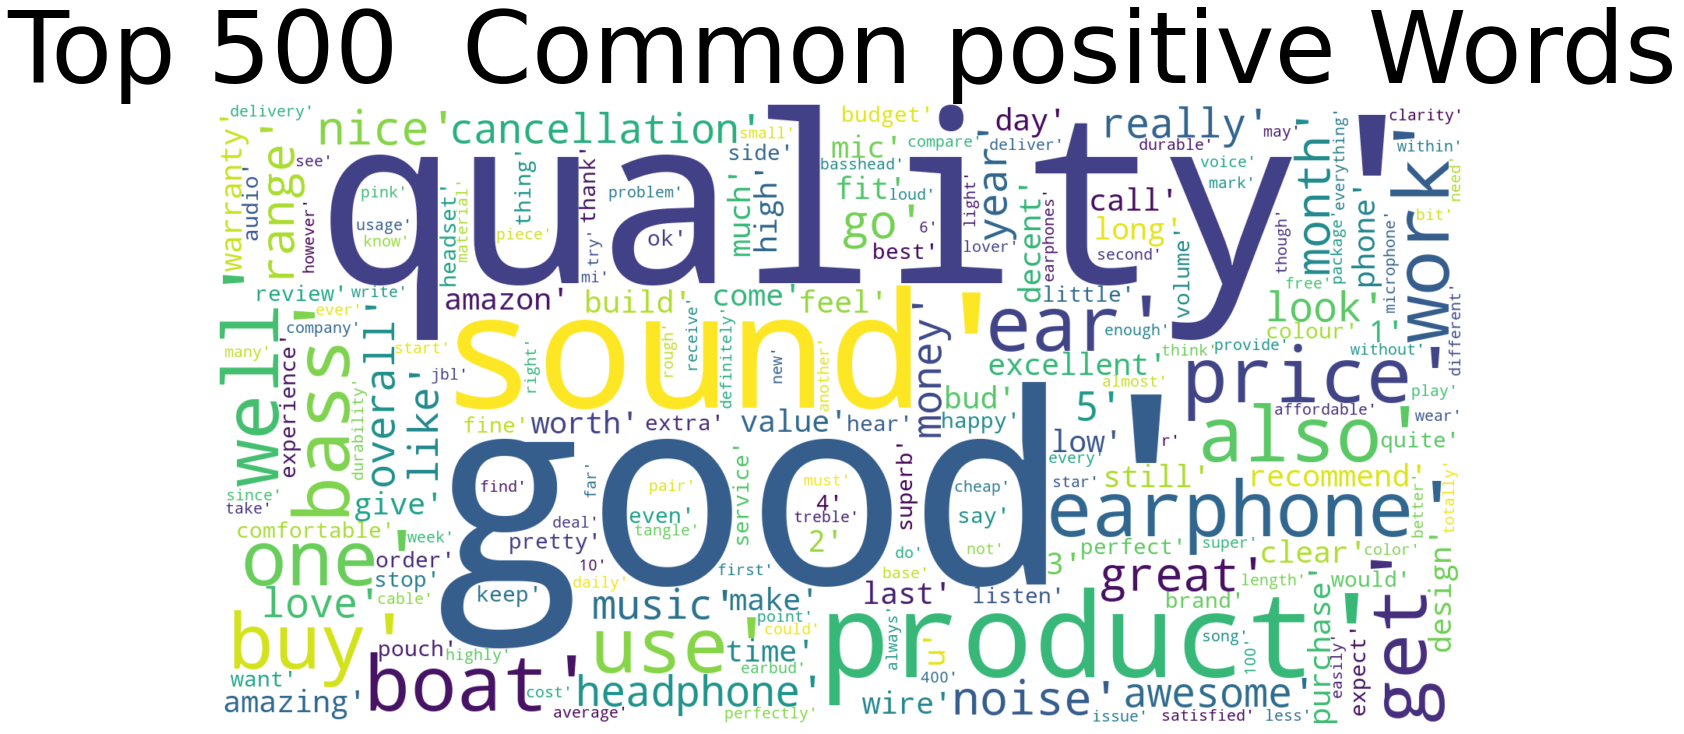 Top 500  Common positive Words
delivery'
nice'
cancellation'
small'
budget'
day'
really'
may'
clarity'
warranty'
audio'
range'
see'
however'
quality'
pink'
usage'
know'
headset'
material'
thing'
piece'
thank'
try'
mi'
problem'
ok'
much'
side'
high'
mic'
compare'
basshead'
fit'
loud'
go'
6'
best'
light'
lover'
deliver'
year'
decent'
earphones'
call'
long'
second'
durable'
voice'
mark'
volume'
though'
month'
package'
everything'
phone'
microphone'
work'
within'
need'
bit'
different'
review'
write'
ever'
company'
amazon'
build'
come'
feel'
little'
free'
look'
colour'
1'
without'
well'
many'
experience'
bass'
durability'
overall'
like'
start'
jbl'
sound'
right'
rough'
receive'
definitely'
new'
another'
money'
ear'
enough'
excellent'
think'
provide'
price'
almost'
affordable'
play'
wear'
quite'
fine'
worth'
extra'
value'
hear'
bud'
happy'
5'
low'
r'
also'
every'
star'
still'
recommend'
since'
take'
give'
good'
find'
far'
pair'
must'
4'
treble'
even'
tangle'
service'
2'
superb'
cheap'
say'
not'
earphone'
better'
totally'
comfortable'
week'
deal'
pretty'
one'
order'
stop'
10'
daily'
first'
do'
base'
3'
perfect'
super'
clear'
color'
design'
love'
cable'
keep'
music'
make'
point'
could'
last'
listen'
great'
length'
would'
brand'
buy'
pouch'
highly'
use'
time'
earbud'
product'
always'
u'
400'
song'
100'
purchase'
easily'
expect'
get'
want'
amazing'
boat'
cost'
average'
headphone'
perfectly'
wire'
noise'
awesome'
issue'
satisfied'
less'